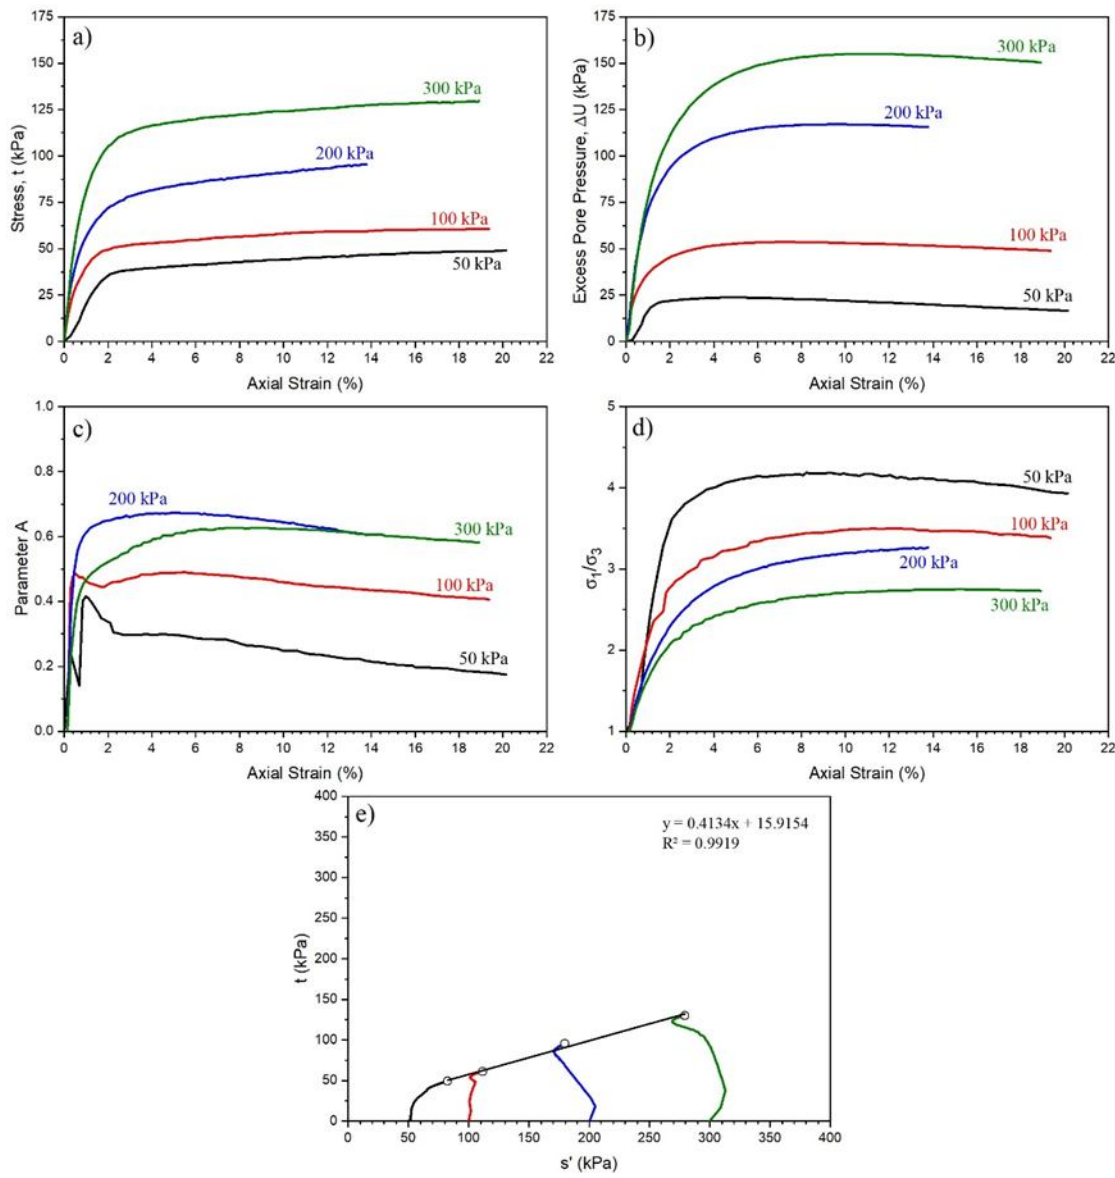 a)
175
150
125
100
75
50
25
0
Stress, t (kPa)
300 kPa
200 kPa
100 kPa
50 kPa
0 2 4 6 8 10 12 14 16 18 20 22
Axial Strain (%)
b)
175
150
125
100
75
50
25
0
Excess Pore Pressure, ΔU (kPa)
300 kPa
200 kPa
100 kPa
50 kPa
0 2 4 6 8 10 12 14 16 18 20 22
Axial Strain (%)
c)
1.0
0.8
0.6
0.4
0.2
0.0
Parameter A
200 kPa
300 kPa
100 kPa
50 kPa
0 2 4 6 8 10 12 14 16 18 20 22
Axial Strain (%)
d)
5
4
3
2
1
σ1/σ3
50 kPa
100 kPa
200 kPa
300 kPa
0 2 4 6 8 10 12 14 16 18 20 22
Axial Strain (%)
e)
y = 0.4134x + 15.9154
R² = 0.9919
400
350
300
250
200
150
100
50
0
t (kPa)
0 50 100 150 200 250 300 350 400
s' (kPa)